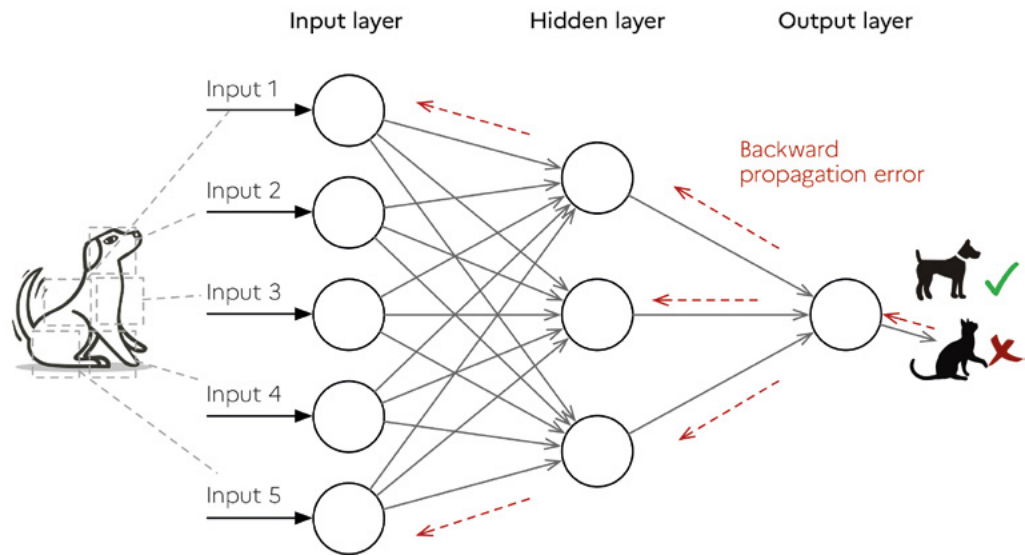 Input layer
Hidden layer
Output layer
Input 1
Input 2
Input 3
Input 4
Input 5
Backward
propagation error